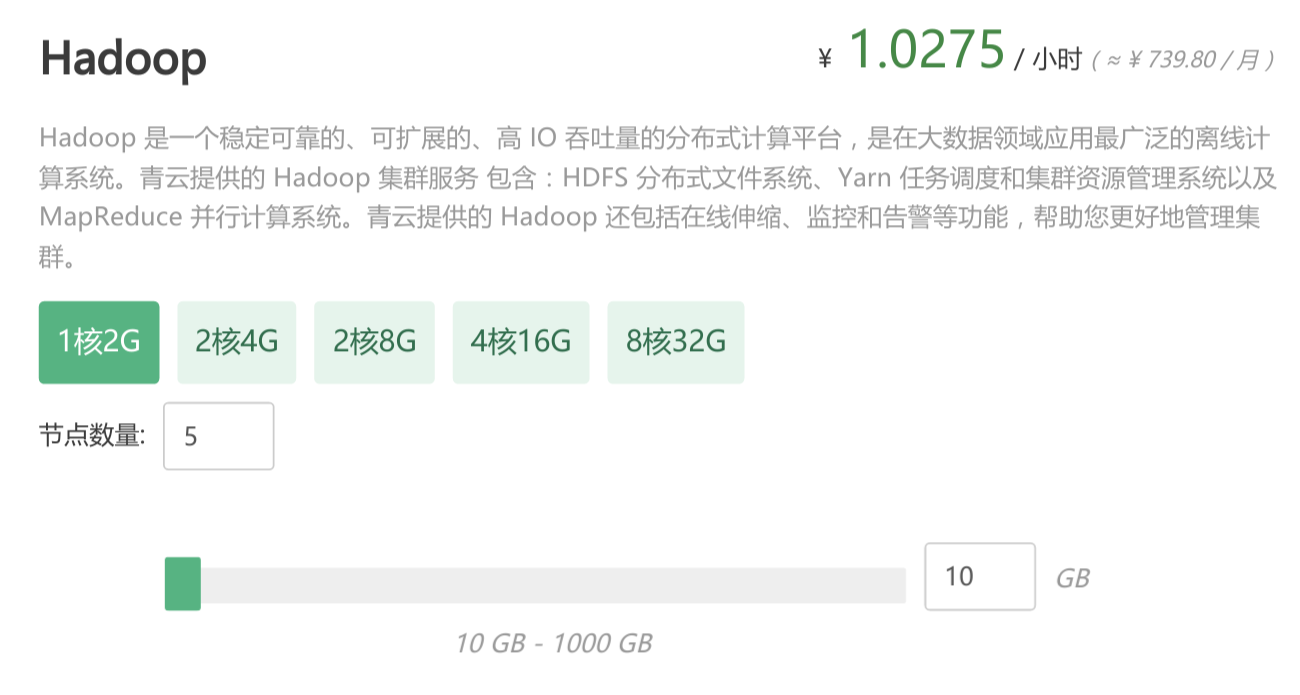 Hadoop
¥ 1.0275 / 小时 ( ≈ ¥ 739.80 / 月 )
Hadoop 是一个稳定可靠的、可扩展的、高 IO 吞吐量的分布式计算平台，是在大数据领域应用最广泛的离线计
算系统。青云提供的 Hadoop 集群服务 包含：HDFS 分布式文件系统、Yarn 任务调度和集群资源管理系统以及
MapReduce 并行计算系统。青云提供的 Hadoop 还包括在线伸缩、监控和告警等功能，帮助您更好地管理集
群。
1核2G 2核4G 2核8G 4核16G 8核32G
节点数量: 5
10 GB
10 GB - 1000 GB